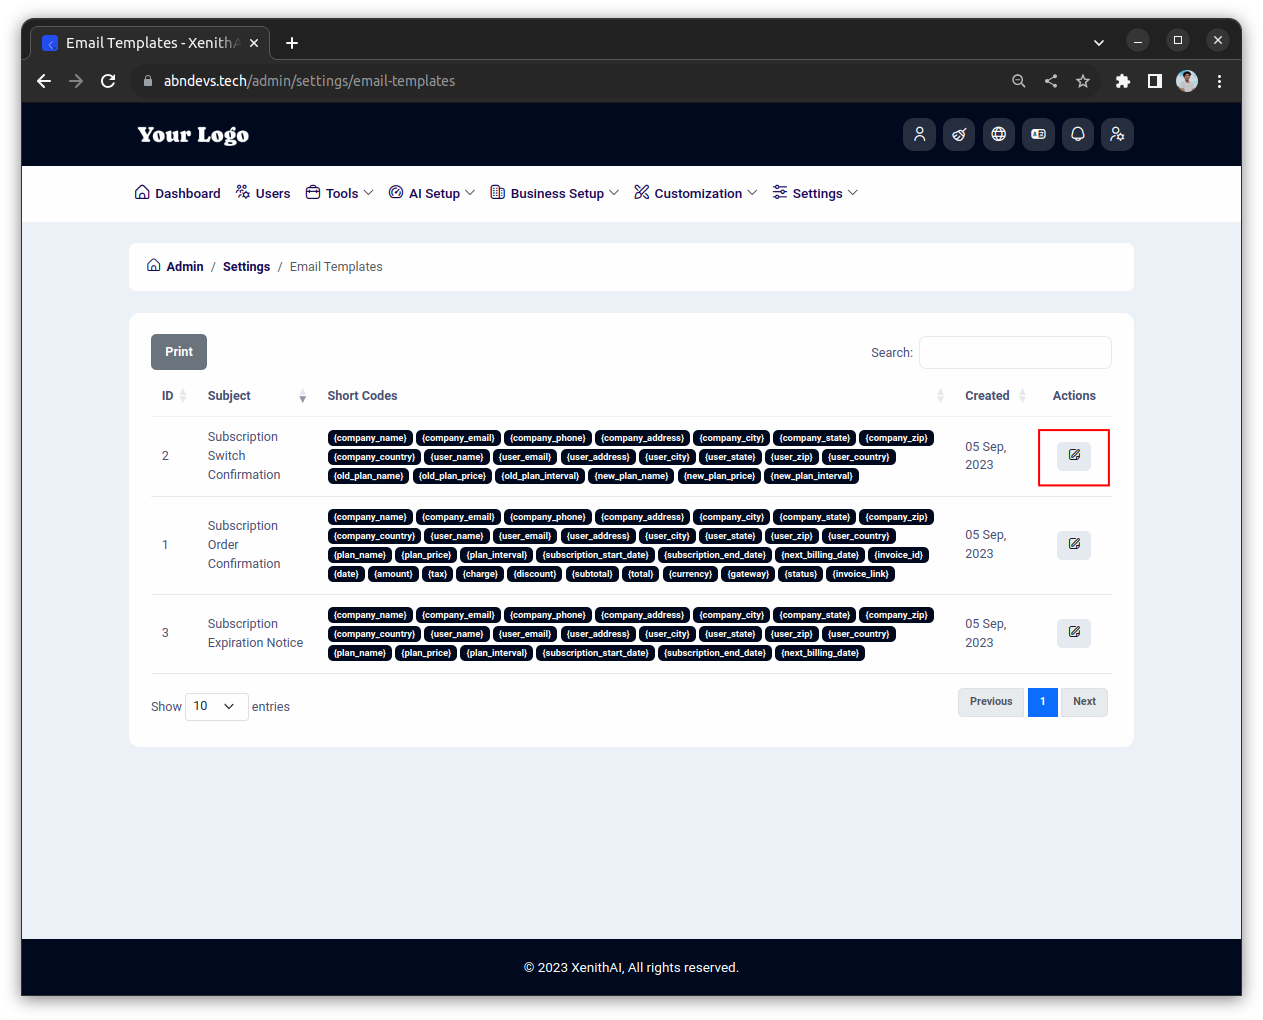 Email Templates - XenithA
abndevs.tech/admin/settings/email-templates
Your Logo
Dashboard Users Tools AI Setup Business Setup Customization Settings
Admin / Settings / Email Templates
Print
Search:
ID Subject Short Codes Created Actions
2
Subscription
Switch
Confirmation
{company_name} {company_email} {company_phone} {company_address} {company_city} {company_state} {company_zip}
{company_country} {user_name} {user_email} {user_address} {user_city} {user_state} {user_zip} {user_country}
{old_plan_name} {old_plan_price} {old_plan_interval} {new_plan_name} {new_plan_price} {new_plan_interval}
05 Sep,
2023
1
Subscription
Order
Confirmation
{company_name} {company_email} {company_phone} {company_address} {company_city} {company_state} {company_zip}
{company_country} {user_name} {user_email} {user_address} {user_city} {user_state} {user_zip} {user_country}
{plan_name} {plan_price} {plan_interval} {subscription_start_date} {subscription_end_date} {next_billing_date} {invoice_id}
{date} {amount} {tax} {charge} {discount} {subtotal} {total} {currency} {gateway} {status} {invoice_link}
05 Sep,
2023
3
Subscription
Expiration Notice
{company_name} {company_email} {company_phone} {company_address} {company_city} {company_state} {company_zip}
{company_country} {user_name} {user_email} {user_address} {user_city} {user_state} {user_zip} {user_country}
{plan_name} {plan_price} {plan_interval} {subscription_start_date} {subscription_end_date} {next_billing_date}
05 Sep,
2023
Show 10 entries
Previous 1 Next
© 2023 XenithAI, All rights reserved.